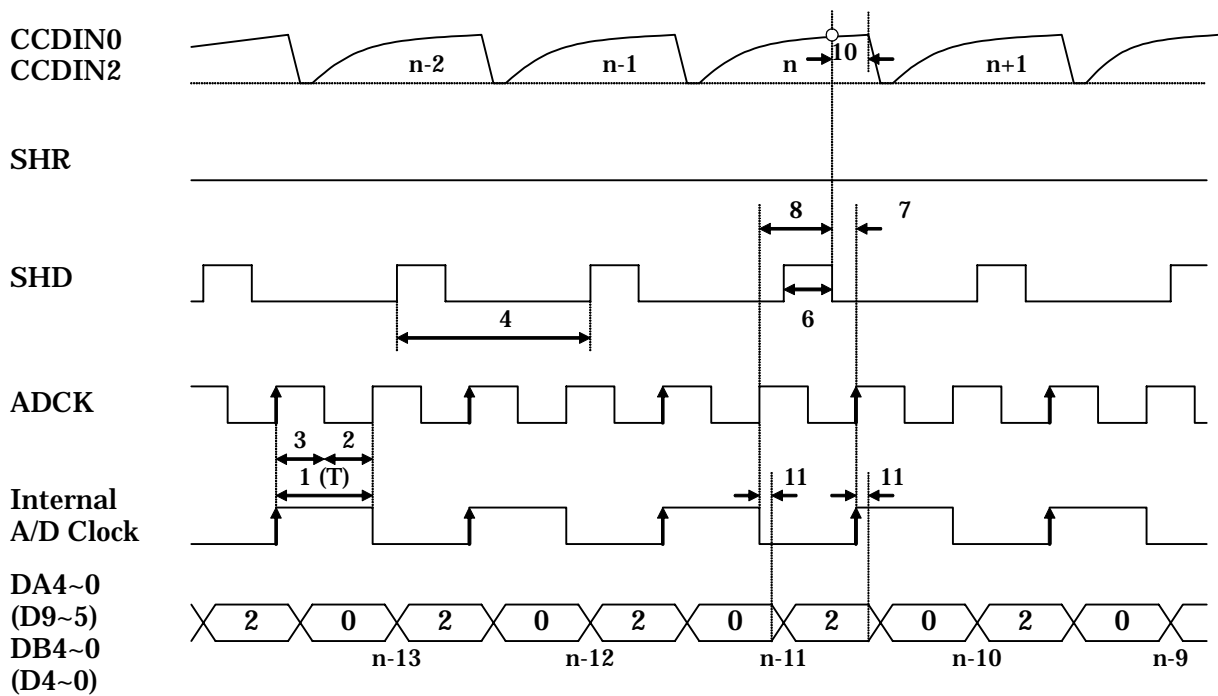 CCDIN0
CCDIN2
n-2
n-1
n
10
n+1
SHR
8
7
SHD
6
4
ADCK
3
2
1 (T)
11
11
Internal
A/D Clock
DA4~0
(D9~5)
DB4~0
(D4~0)
2
0
2
0
2
0
2
0
2
0
n-13
n-12
n-11
n-10
n-9